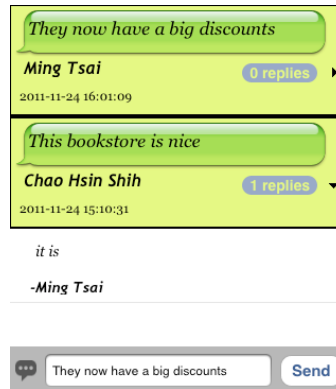 They now have a big discounts
Ming Tsai
0 replies
2011-11-24 16:01:09
This bookstore is nice
Chao Hsin Shih
1 replies
2011-11-24 15:10:31
it is
-Ming Tsai
They now have a big discounts
Send